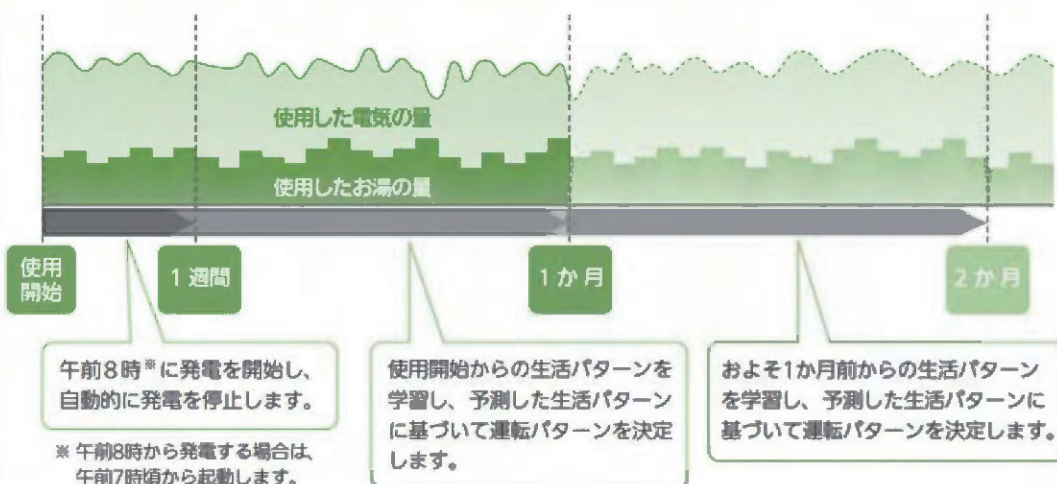 使用した電気の量
使用したお湯の量
使用
開始
1週間
1か月
2か月
午前8時※に発電を開始し、
自動的に発電を停止します。
※ 午前8時から発電する場合は、
午前7時頃から起動します。
使用開始からの生活パターンを
学習し、予測した生活パターン
に基づいて運転パターンを決定
します。
およそ1か月前からの生活パターン
を学習し、予測した生活パターンに
基づいて運転パターンを決定します。